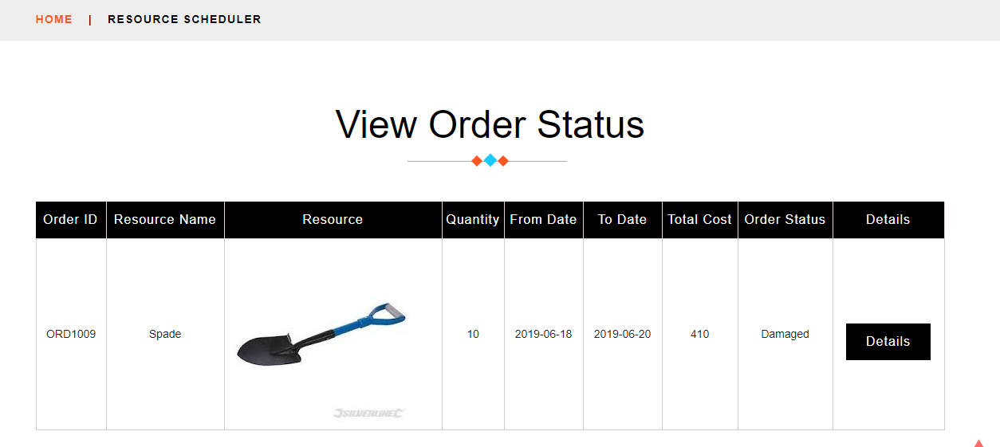 HOME | RESOURCE SCHEDULER
View Order Status
Order ID Resource Name Resource Quantity From Date To Date Total Cost Order Status Details
ORD1009 Spade 10 2019-06-18 2019-06-20 410 Damaged Details
SILVERLINE